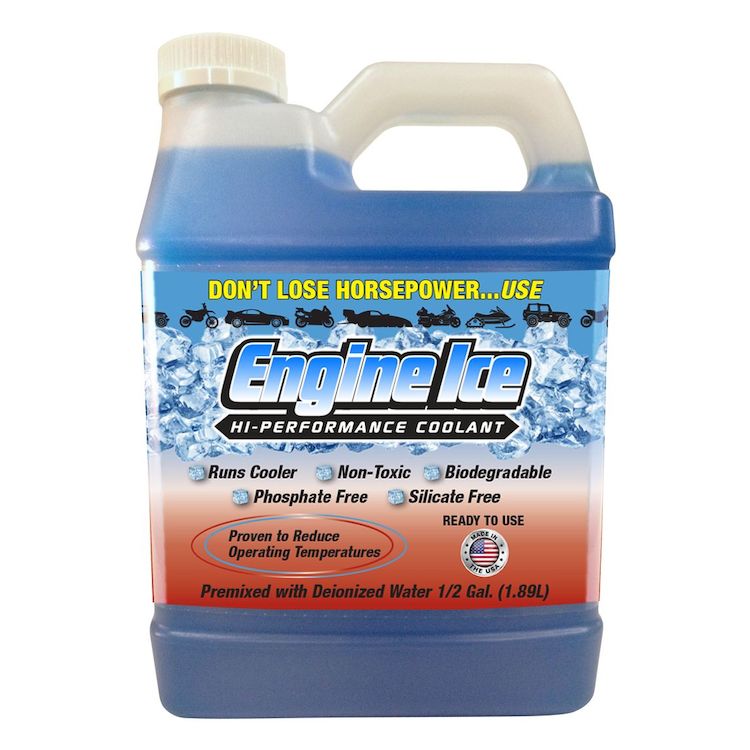 DON'T LOSE HORSEPOWER...USE
Engine Ice
HI-PERFORMANCE COOLANT
Runs Cooler Non-Toxic Biodegradable
Phosphate Free Silicate Free
READY TO USE
Proven to Reduce
Operating Temperatures
MADE IN
THE USA
Premixed with Deionized Water 1/2 Gal. (1.89L)